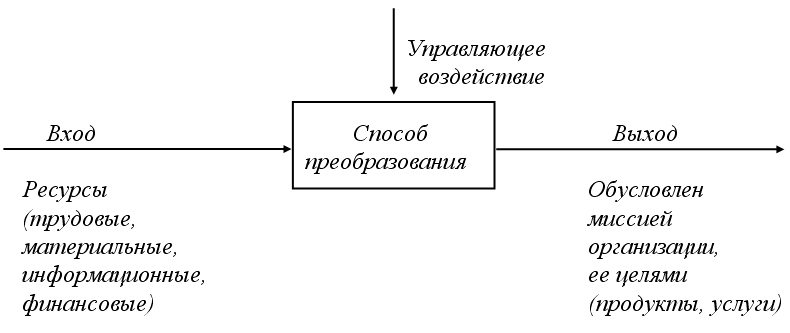 Управляющее
воздействие
Вход
Способ
преобразования
Выход
Ресурсы
(трудовые,
материальные,
информационные,
финансовые)
Обусловлен
миссией
организации,
ее целями
(продукты, услуги)